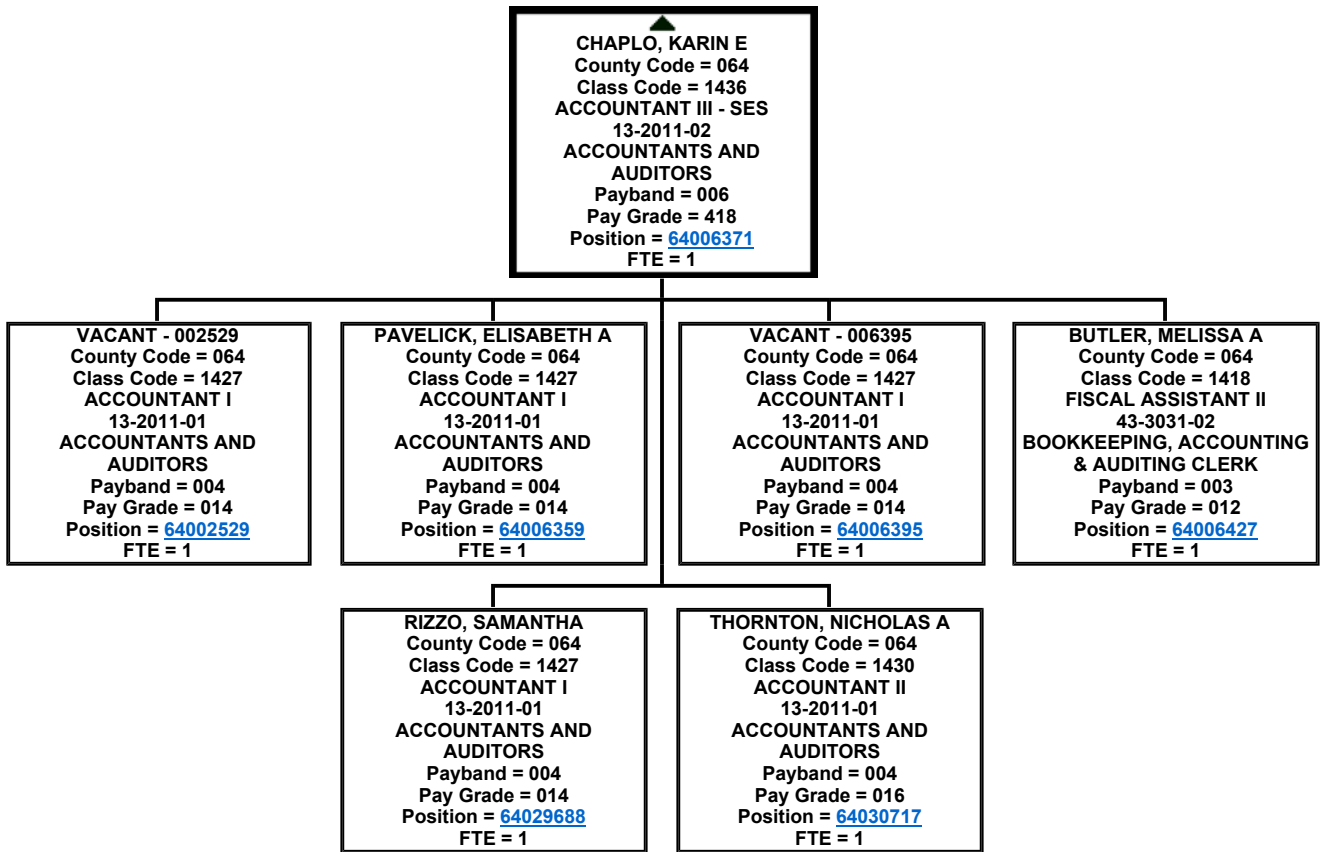 CHAPLO, KARIN E
County Code = 064
Class Code = 1436
ACCOUNTANT III - SES
13-2011-02
ACCOUNTANTS AND
AUDITORS
Payband = 006
Pay Grade = 418
Position = 64006371
FTE = 1
VACANT - 002529
County Code = 064
Class Code = 1427
ACCOUNTANT I
13-2011-01
ACCOUNTANTS AND
AUDITORS
Payband = 004
Pay Grade = 014
Position = 64002529
FTE = 1
PAVELICK, ELISABETH A
County Code = 064
Class Code = 1427
ACCOUNTANT I
13-2011-01
ACCOUNTANTS AND
AUDITORS
Payband = 004
Pay Grade = 014
Position = 64006359
FTE = 1
VACANT - 006395
County Code = 064
Class Code = 1427
ACCOUNTANT I
13-2011-01
ACCOUNTANTS AND
AUDITORS
Payband = 004
Pay Grade = 014
Position = 64006395
FTE = 1
BUTLER, MELISSA A
County Code = 064
Class Code = 1418
FISCAL ASSISTANT II
43-3031-02
BOOKKEEPING, ACCOUNTING
& AUDITING CLERK
Payband = 003
Pay Grade = 012
Position = 64006427
FTE = 1
RIZZO, SAMANTHA
County Code = 064
Class Code = 1427
ACCOUNTANT I
13-2011-01
ACCOUNTANTS AND
AUDITORS
Payband = 004
Pay Grade = 014
Position = 64029688
FTE = 1
THORNTON, NICHOLAS A
County Code = 064
Class Code = 1430
ACCOUNTANT II
13-2011-01
ACCOUNTANTS AND
AUDITORS
Payband = 004
Pay Grade = 016
Position = 64030717
FTE = 1